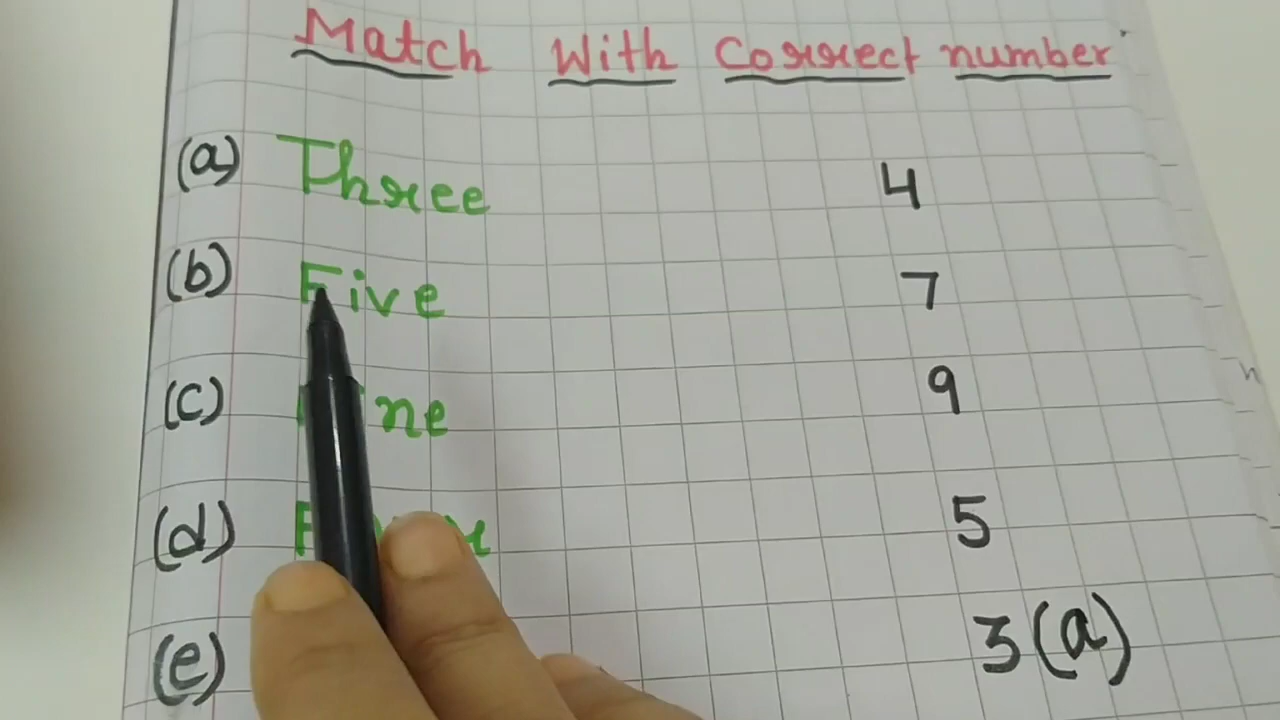 Match With Correct number
(a) Three 4
(b) Five 7
(c) 9
(d) 5
(e) 3 (a)